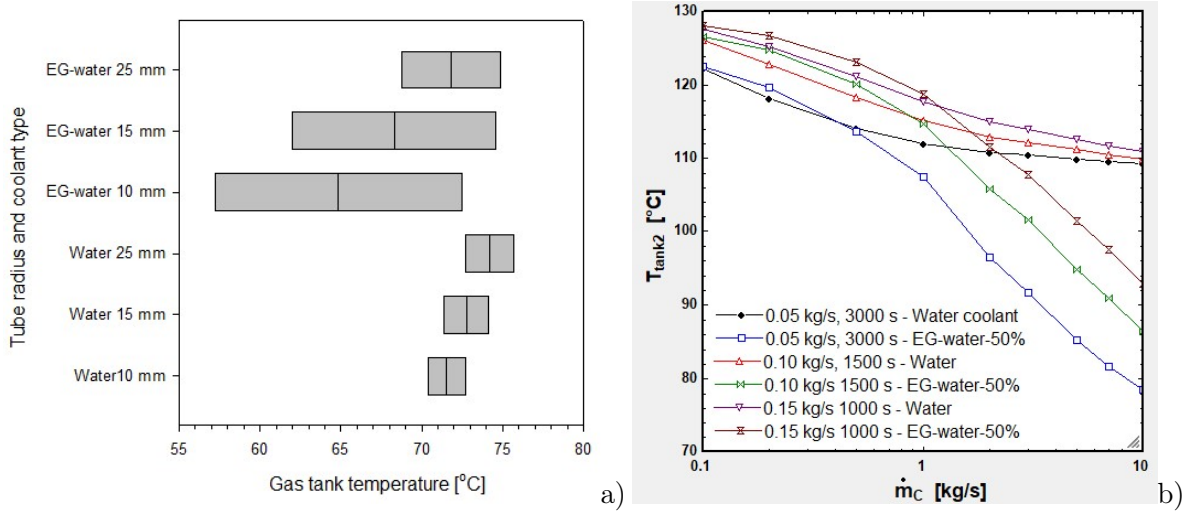 Tube radius and coolant type
EG-water 25 mm
EG-water 15 mm
EG-water 10 mm
Water 25 mm
Water 15 mm
Water10 mm
55 60 65 70 75 80
Gas tank temperature [°C]
a)
T_tank2 [°C]
130
120
110
100
90
80
70
0.05 kg/s, 3000 s - Water coolant
0.05 kg/s, 3000 s - EG-water-50%
0.10 kg/s, 1500 s - Water
0.10 kg/s 1500 s - EG-water-50%
0.15 kg/s 1000 s - Water
0.15 kg/s 1000 s - EG-water-50%
0.1 1 10
ṁ_C [kg/s]
b)